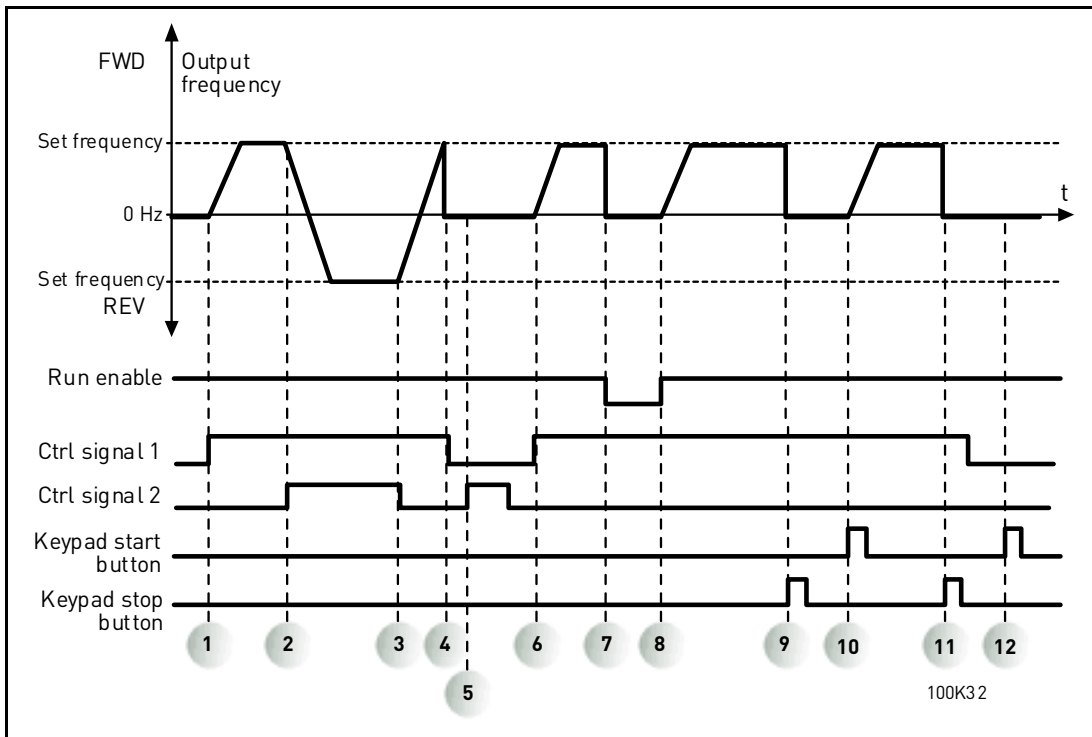 FWD
Output
frequency
Set frequency
0 Hz
t
Set frequency
REV
Run enable
Ctrl signal 1
Ctrl signal 2
Keypad start
button
Keypad stop
button
1 2 3 4 6 7 8 9 10 11 12
5
100K32